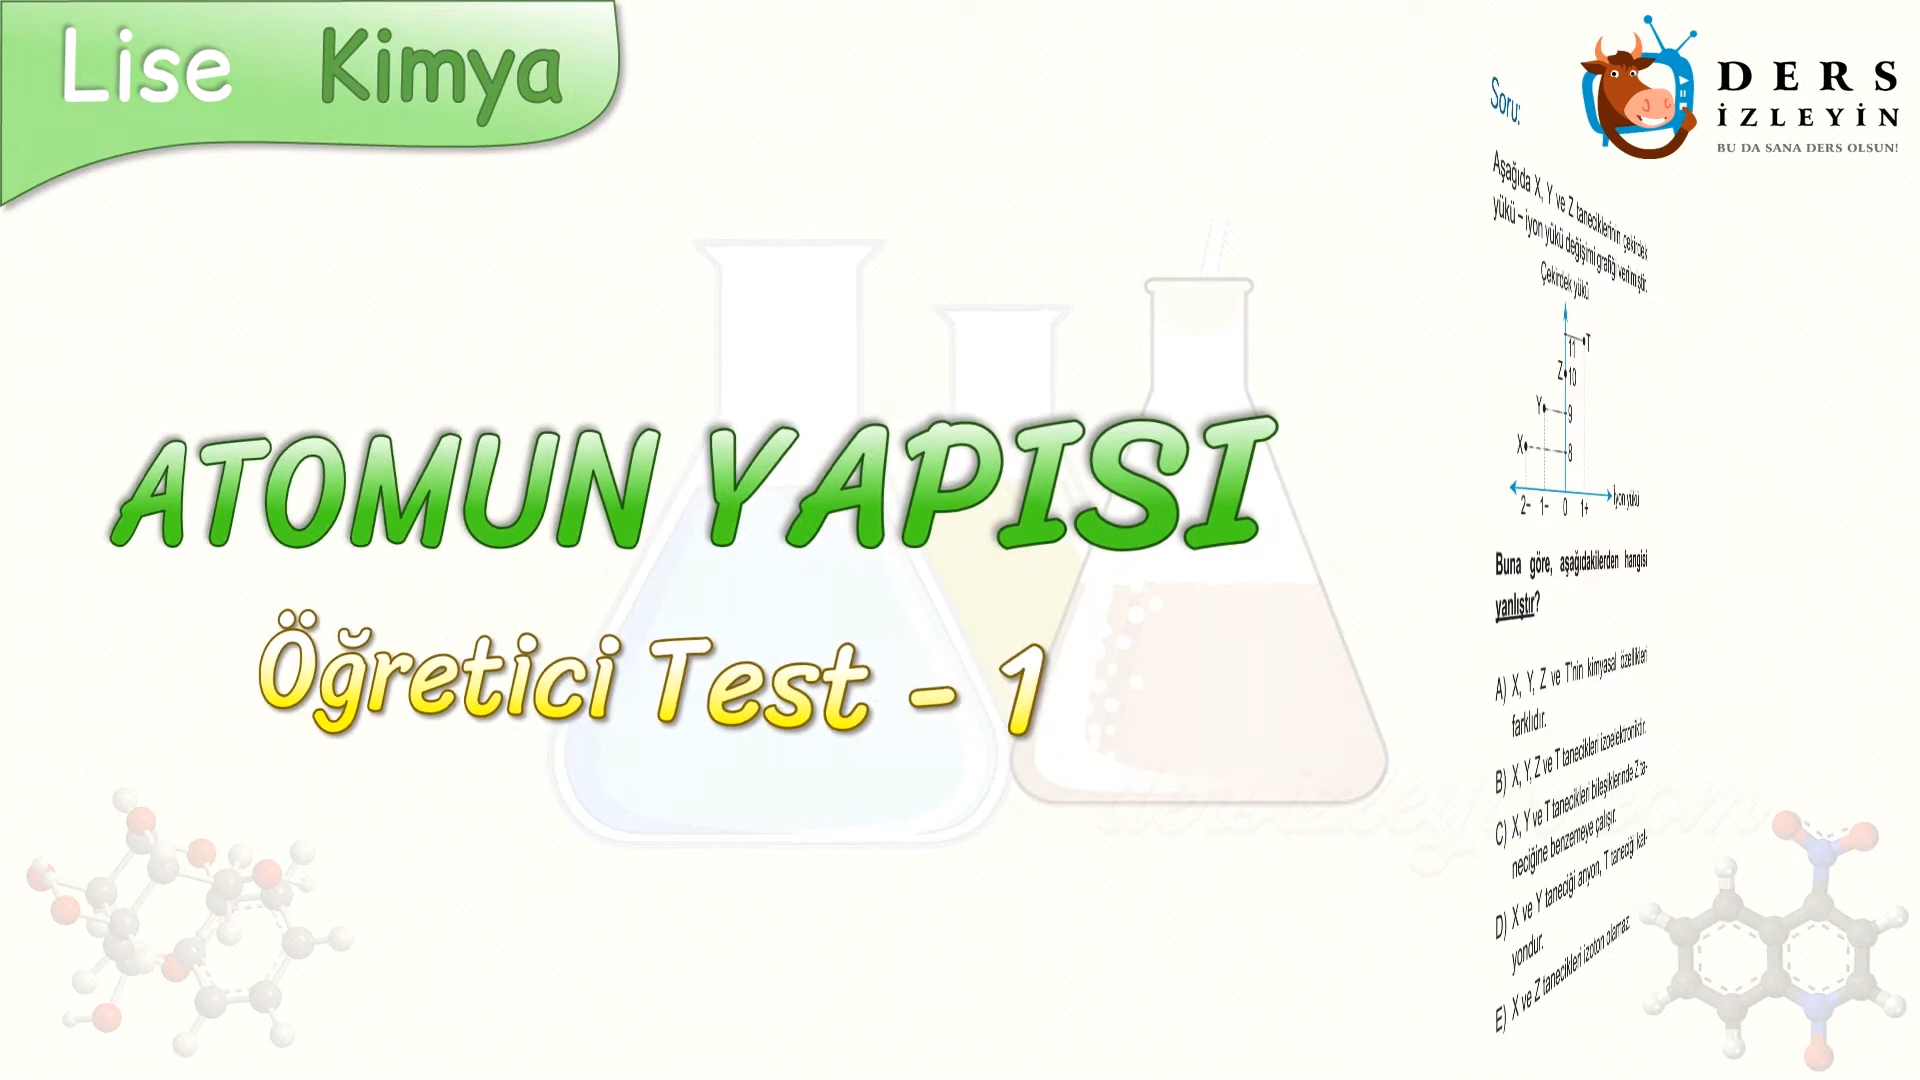 Lise Kimya
DERS
İZLEYİN
BU DA SANA DERS OLSUN!
ATOMUN YAPISI
Öğretici Test - 1
Soru:
Aşağıda X, Y ve Z taneciklerinin çekirdek
yükü – iyon yükü değişimi grafiği verilmiştir.
Çekirdek yükü
11 T
Z 10
Y 9
X 8
2– 1– 0 1+ İyon yükü
Buna göre, aşağıdakilerden hangisi
yanlıştır?
A) X, Y, Z ve T'nin kimyasal özellikleri
farklıdır.
B) X, Y, Z ve T tanecikleri izoelektroniktir.
C) X, Y ve T tanecikleri bileşiklerinde Z ta-
neciğine benzemeye çalışır.
D) X ve Y taneciği anyon, T taneciği kat-
yondur.
E) X ve Z tanecikleri izoton olamaz.